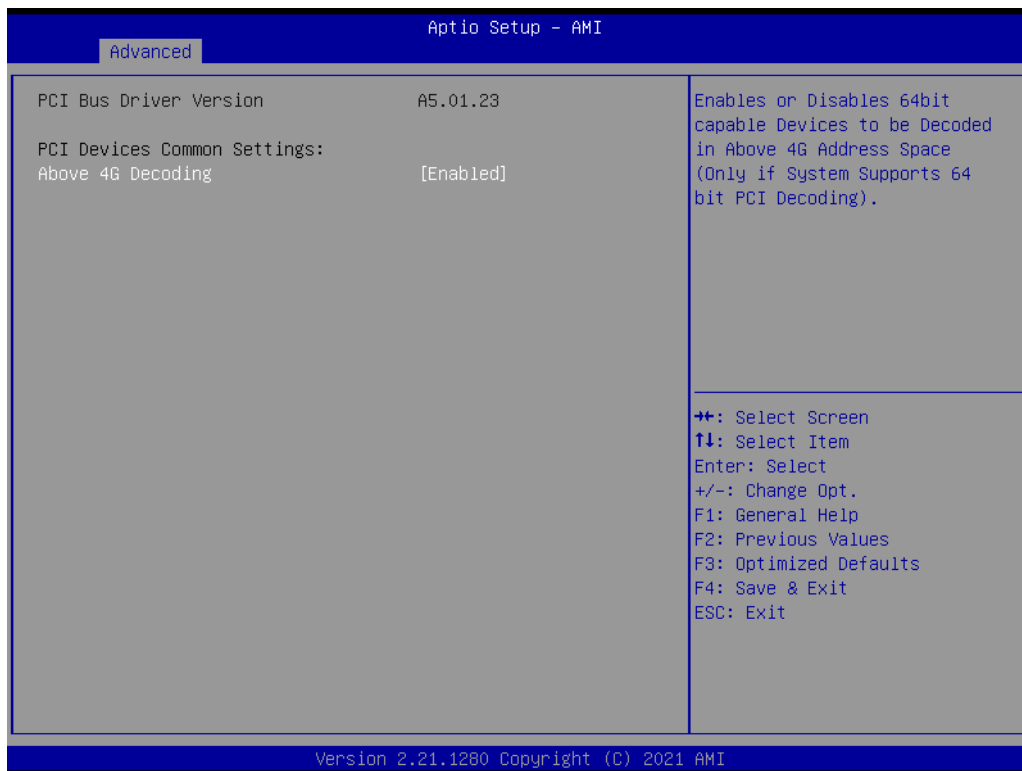 Aptio Setup – AMI
Advanced
PCI Bus Driver Version A5.01.23
PCI Devices Common Settings:
Above 4G Decoding [Enabled]
Enables or Disables 64bit
capable Devices to be Decoded
in Above 4G Address Space
(Only if System Supports 64
bit PCI Decoding).
→←: Select Screen
↑↓: Select Item
Enter: Select
+/-: Change Opt.
F1: General Help
F2: Previous Values
F3: Optimized Defaults
F4: Save & Exit
ESC: Exit
Version 2.21.1280 Copyright (C) 2021 AMI